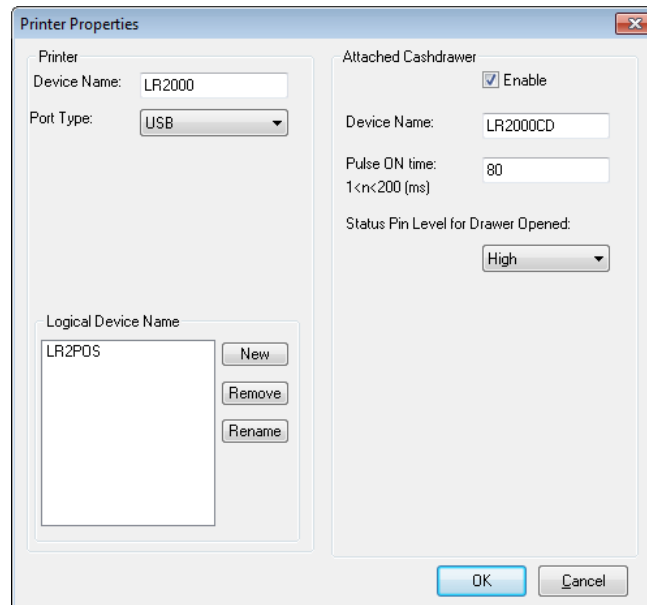 Printer Properties
Printer
Device Name: LR2000
Port Type: USB
Logical Device Name
LR2POS
New
Remove
Rename
Attached Cashdrawer
Enable
Device Name: LR2000CD
Pulse ON time: 80
1<n<200 (ms)
Status Pin Level for Drawer Opened:
High
OK Cancel